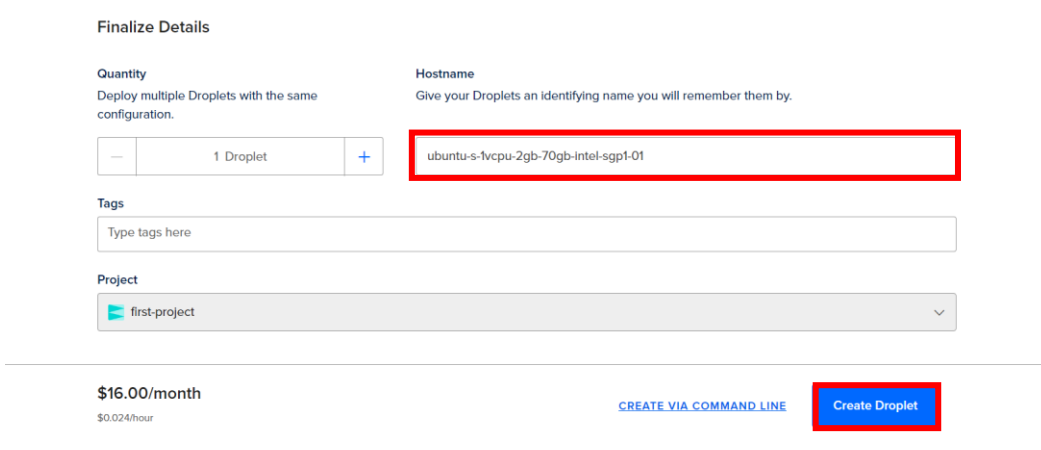 Finalize Details
Quantity
Deploy multiple Droplets with the same
configuration.
1 Droplet
Hostname
Give your Droplets an identifying name you will remember them by.
ubuntu-s-1vcpu-2gb-70gb-intel-sgp1-01
Tags
Type tags here
Project
first-project
$16.00/month
$0.024/hour
CREATE VIA COMMAND LINE
Create Droplet